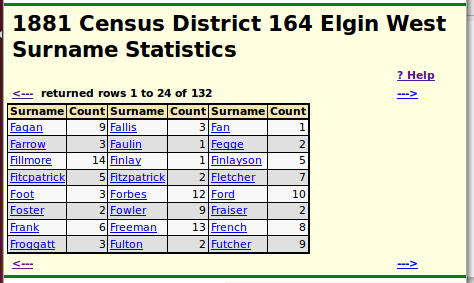 1881 Census District 164 Elgin West
Surname Statistics
? Help
<--- returned rows 1 to 24 of 132 --->
Surname Count Surname Count Surname Count
Fagan 9 Fallis 3 Fan 1
Farrow 3 Faulin 1 Fegge 2
Fillmore 14 Finlay 1 Finlayson 5
Fitcpatrick 5 Fitzpatrick 2 Fletcher 7
Foot 3 Forbes 12 Ford 10
Foster 2 Fowler 9 Fraiser 2
Frank 6 Freeman 13 French 8
Froggatt 3 Fulton 2 Futcher 9
<--- --->